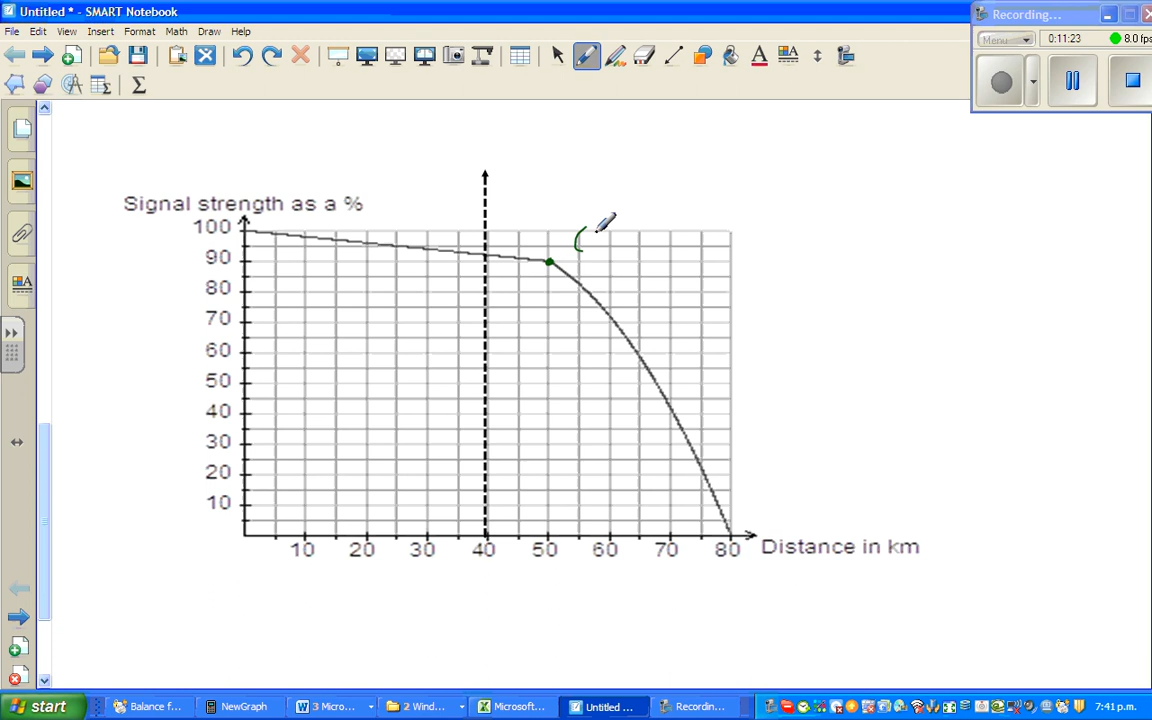 Untitled * - SMART Notebook
Recording...
File Edit View Insert Format Math Draw Help
Menu
0:11:23
8.0 fps
Signal strength as a %
100
90
80
70
60
50
40
30
20
10
10 20 30 40 50 60 70 80
Distance in km
(
start
Balance f...
NewGraph
3 Micro...
2 Wind...
Microsoft...
Untitled ...
Recordin...
7:41 p.m.